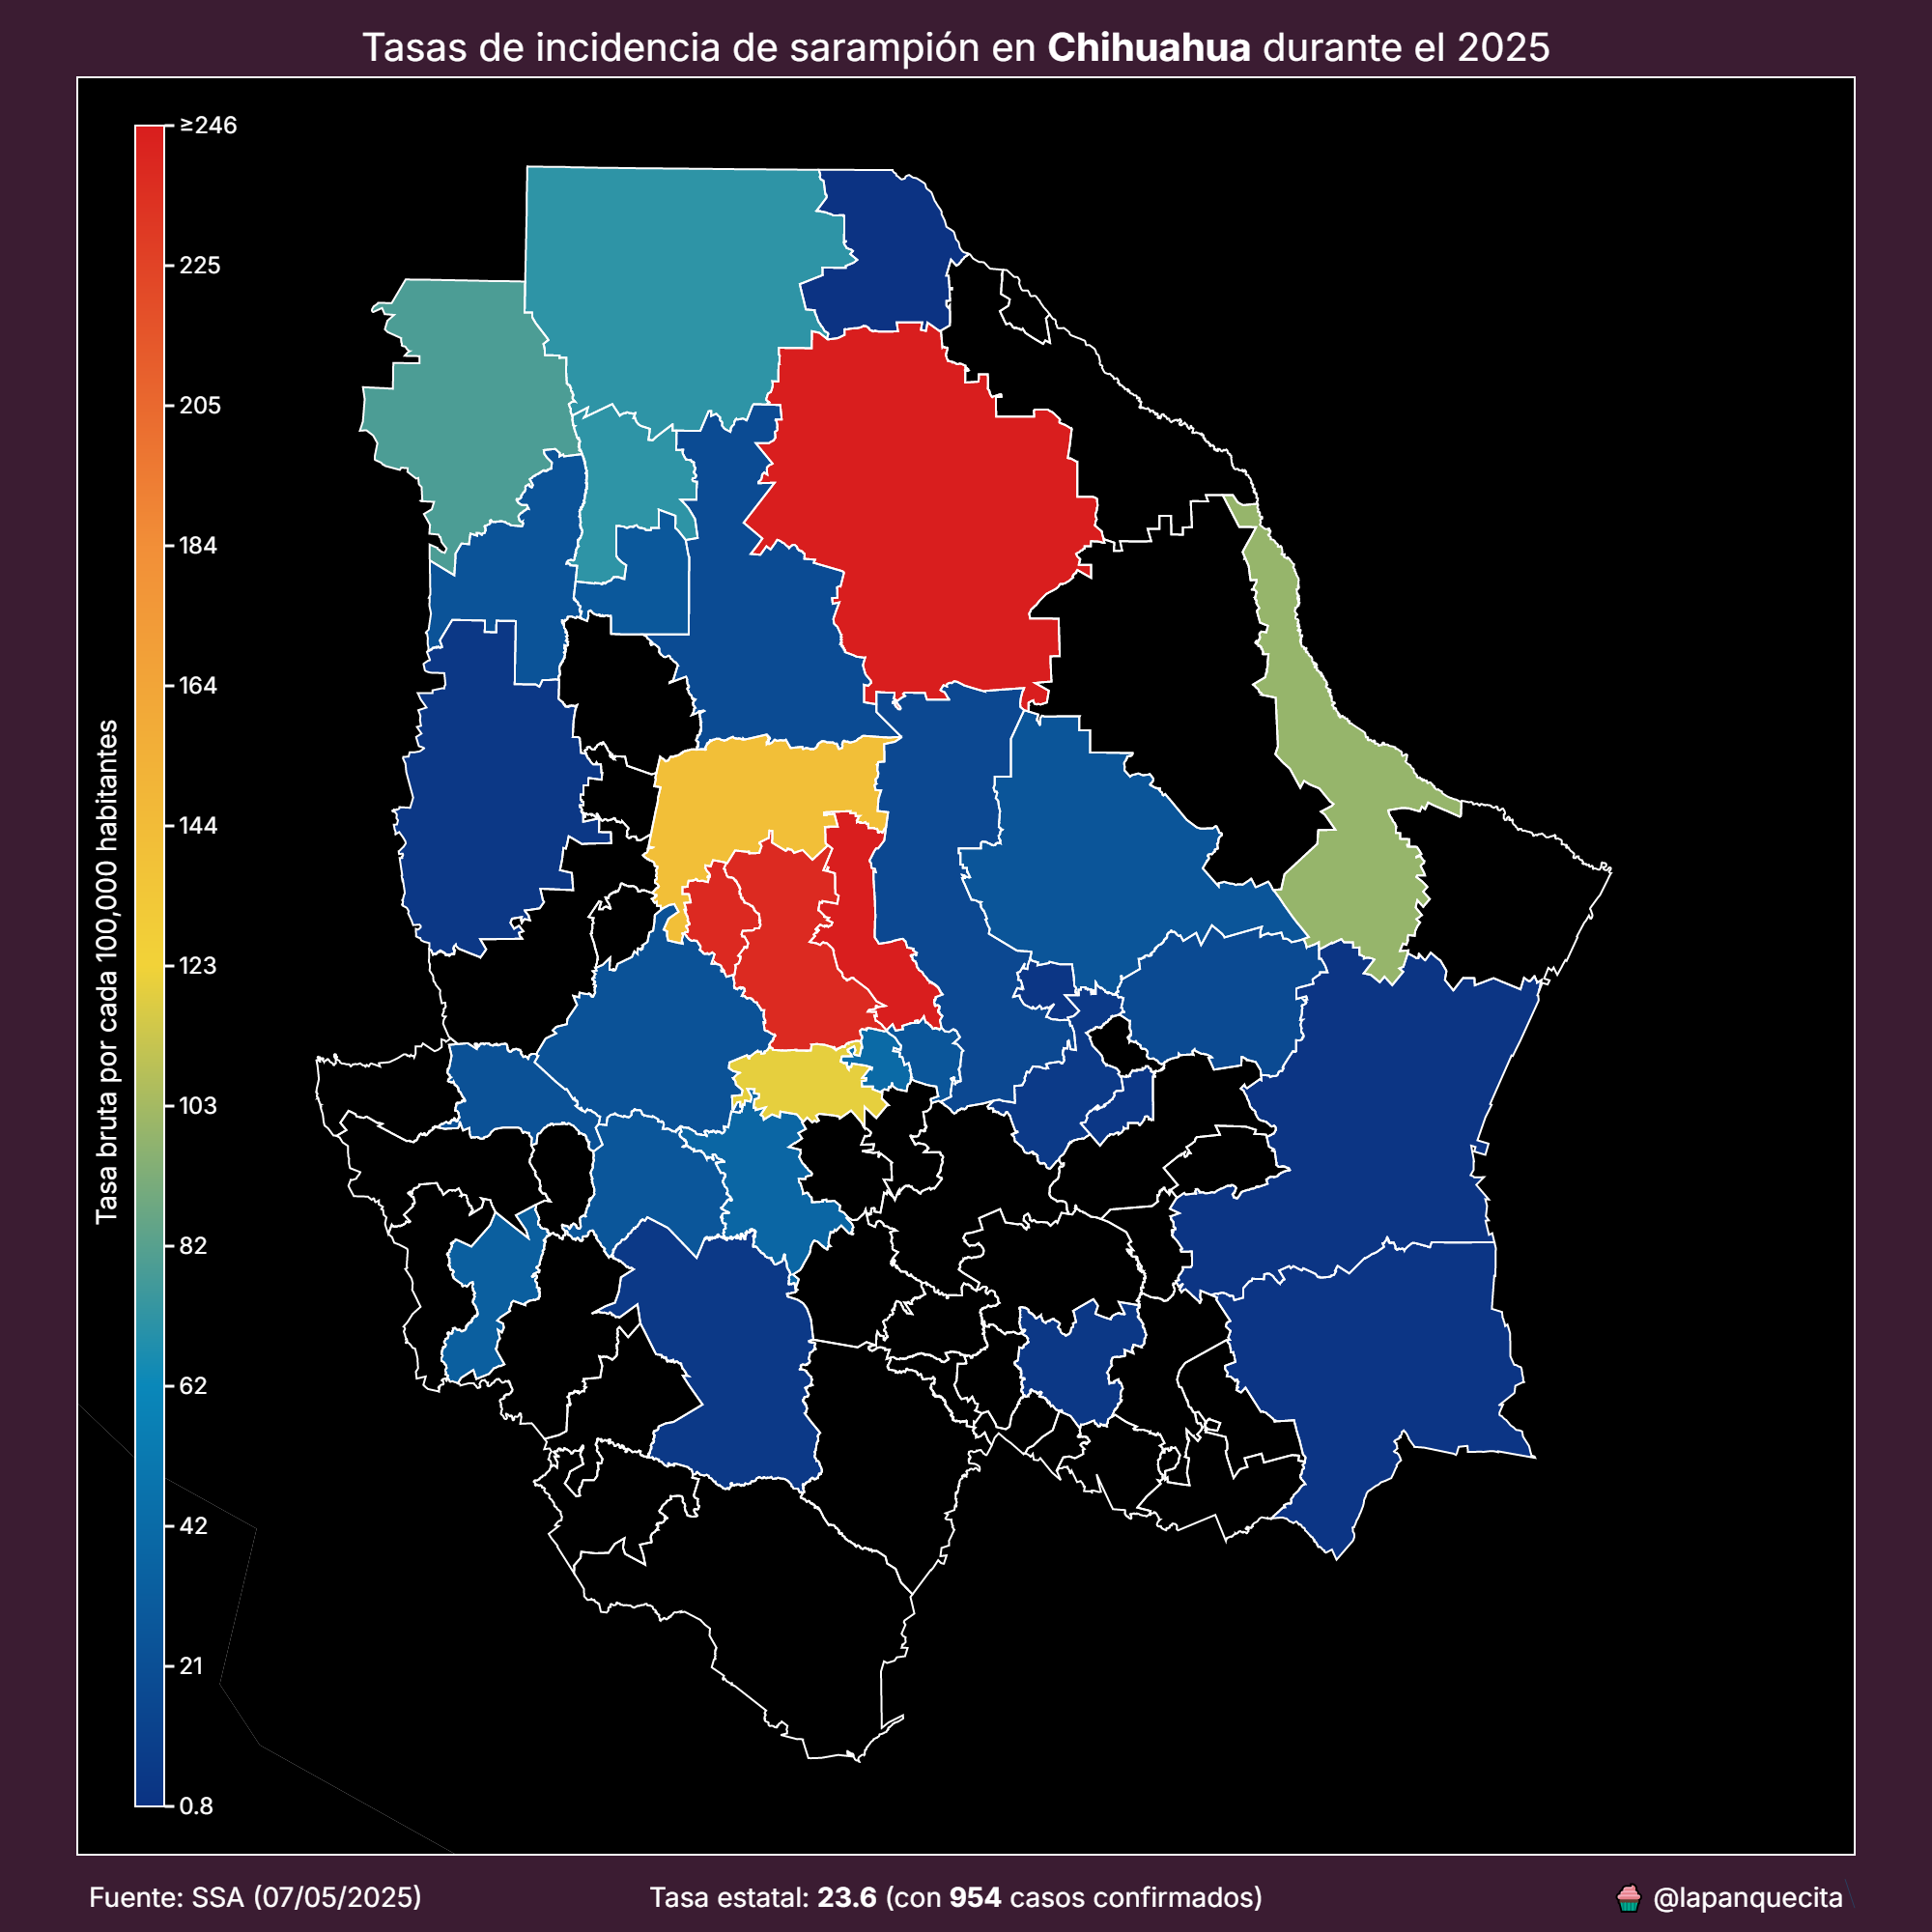 Tasas de incidencia de sarampión en Chihuahua durante el 2025
Tasa bruta por cada 100,000 habitantes
≥246
225
205
184
164
144
123
103
82
62
42
21
0.8
Fuente: SSA (07/05/2025)
Tasa estatal: 23.6 (con 954 casos confirmados)
🧁 @lapanquecita